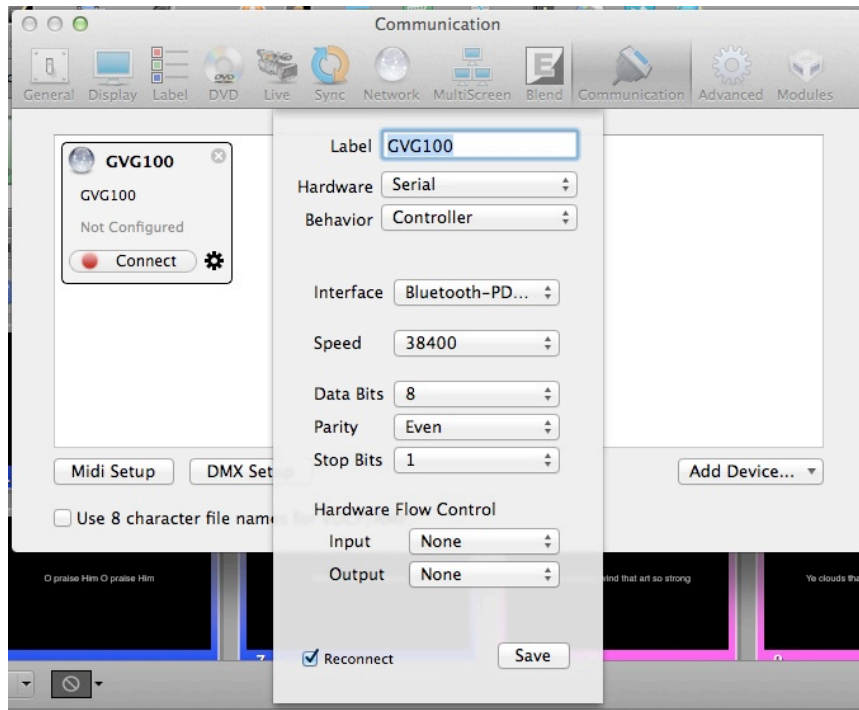 Communication
General Display Label DVD Live Sync Network MultiScreen Blend Communication Advanced Modules
GVG100
GVG100
Not Configured
Connect
Label GVG100
Hardware Serial
Behavior Controller
Interface Bluetooth-PD...
Speed 38400
Data Bits 8
Parity Even
Stop Bits 1
Hardware Flow Control
Input None
Output None
Reconnect
Save
Midi Setup
DMX Set
Add Device...
Use 8 character file names for
O praise Him O praise Him
wind that art so strong
Ye clouds tha
7